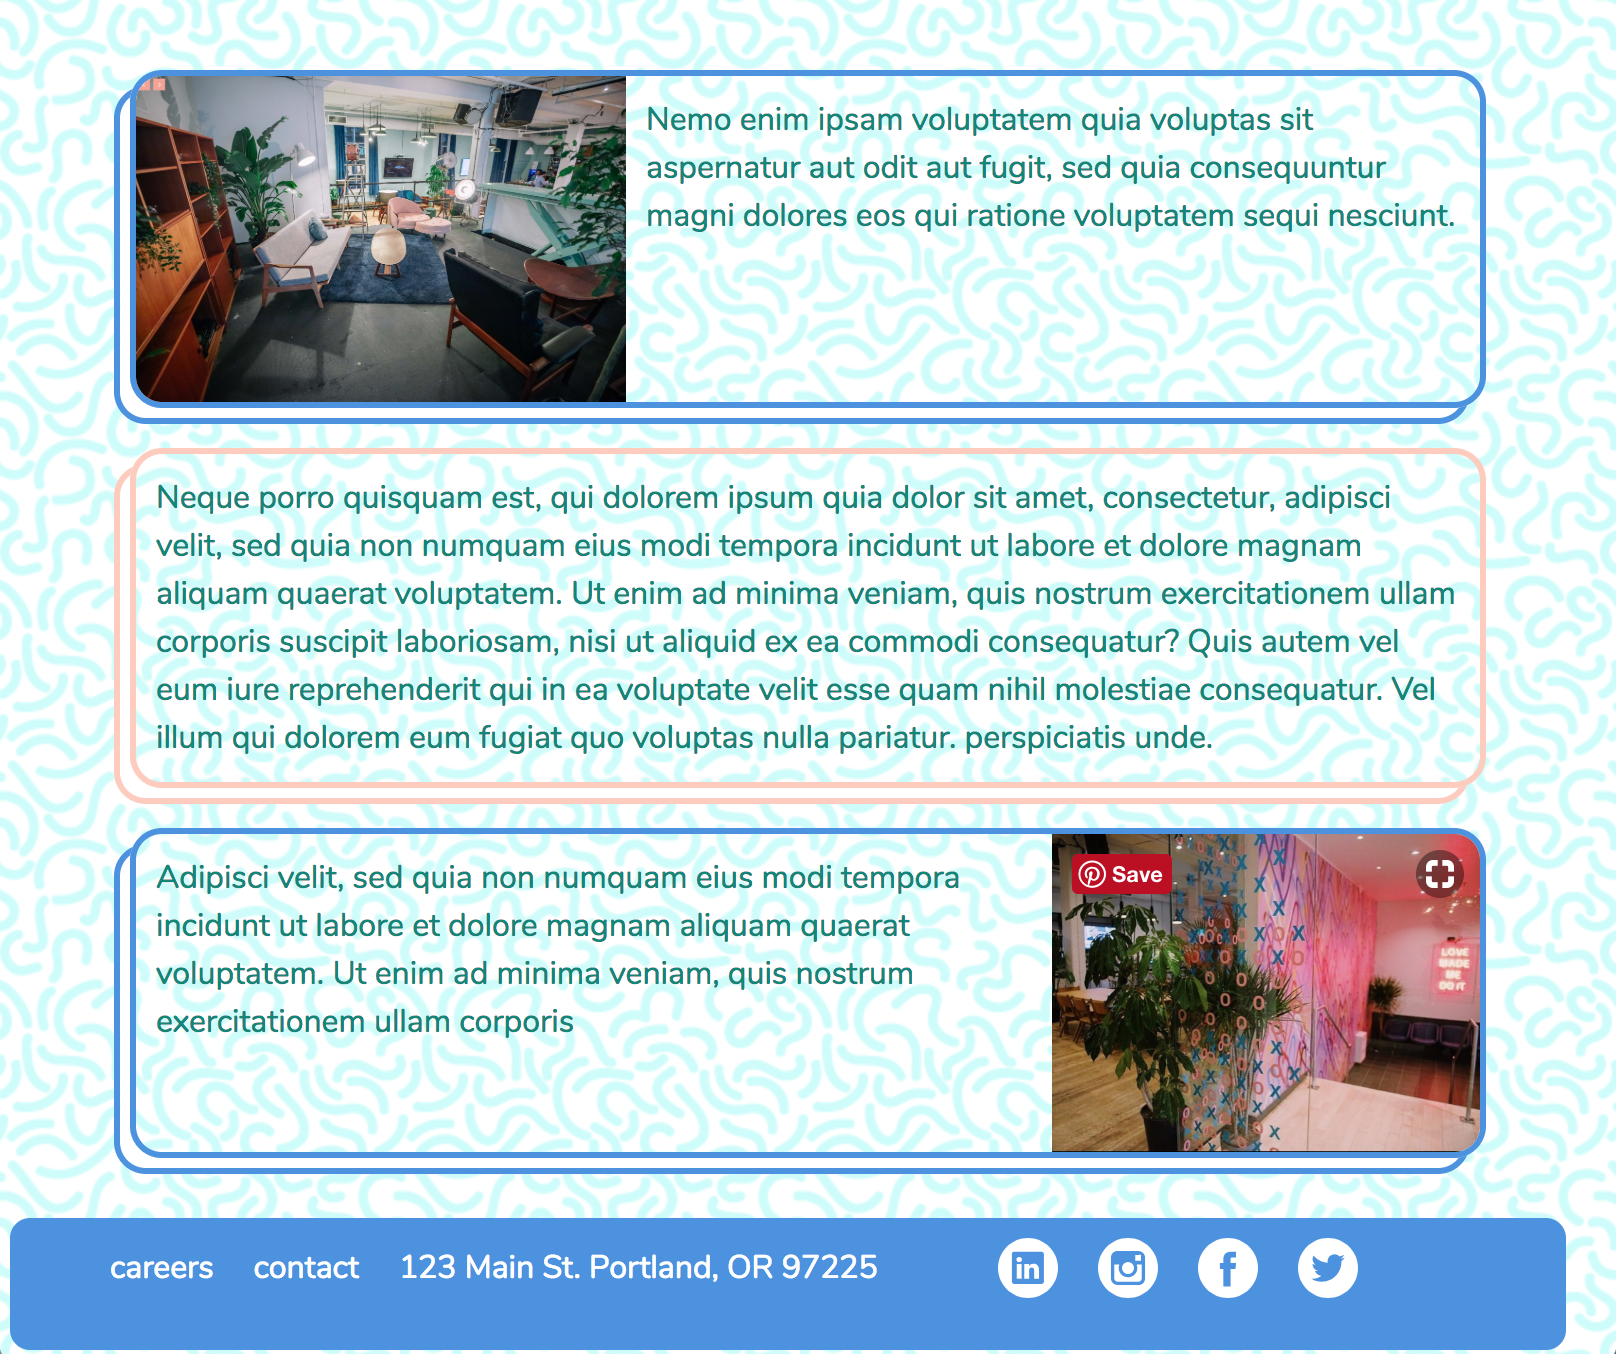 Nemo enim ipsam voluptatem quia voluptas sit
aspernatur aut odit aut fugit, sed quia consequuntur
magni dolores eos qui ratione voluptatem sequi nesciunt.
Neque porro quisquam est, qui dolorem ipsum quia dolor sit amet, consectetur, adipisci
velit, sed quia non numquam eius modi tempora incidunt ut labore et dolore magnam
aliquam quaerat voluptatem. Ut enim ad minima veniam, quis nostrum exercitationem ullam
corporis suscipit laboriosam, nisi ut aliquid ex ea commodi consequatur? Quis autem vel
eum iure reprehenderit qui in ea voluptate velit esse quam nihil molestiae consequatur. Vel
illum qui dolorem eum fugiat quo voluptas nulla pariatur. perspiciatis unde.
Adipisci velit, sed quia non numquam eius modi tempora
incidunt ut labore et dolore magnam aliquam quaerat
voluptatem. Ut enim ad minima veniam, quis nostrum
exercitationem ullam corporis
Save
LOVE
MADE
ME
DO IT
careers contact 123 Main St. Portland, OR 97225